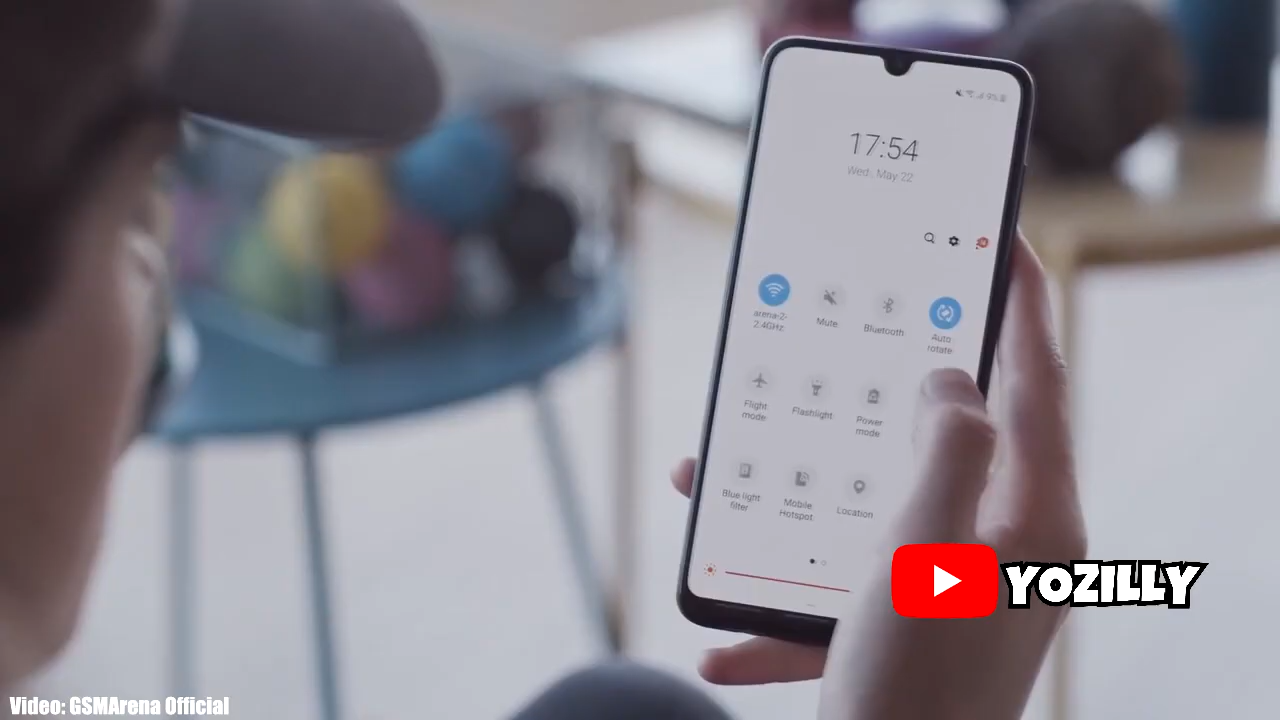 95%
17:54
Wed, May 22
arena-2-
2.4GHz
Mute
Bluetooth
Auto
rotate
Flight
mode
Flashlight
Power
mode
Blue light
filter
Mobile
Hotspot
Location
YOZILLY
Video: GSMArena Official